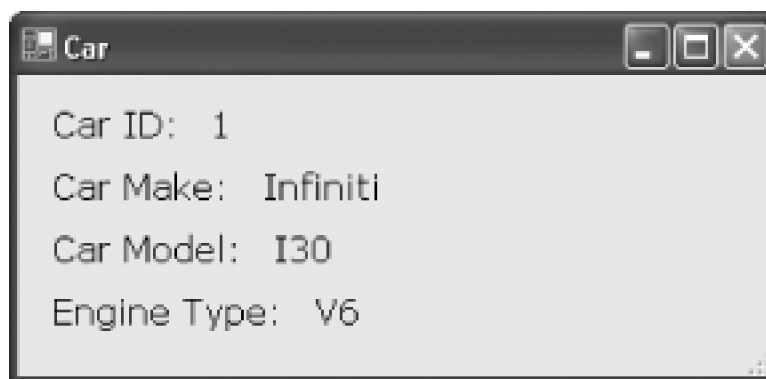 Car
Car ID: 1
Car Make: Infiniti
Car Model: I30
Engine Type: V6